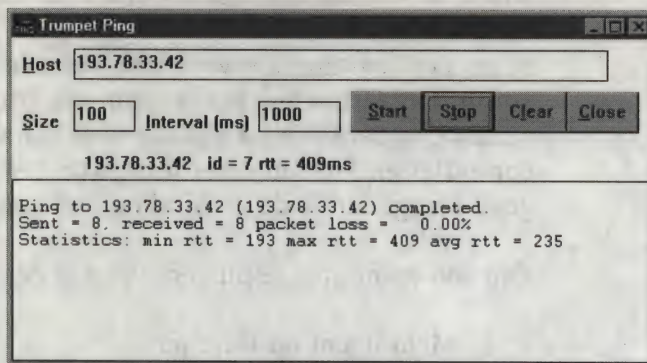 Trumpet Ping
Host 193.78.33.42
Size 100 Interval (ms) 1000 Start Stop Clear Close
193.78.33.42 id = 7 rtt = 409ms
Ping to 193.78.33.42 (193.78.33.42) completed.
Sent = 8, received = 8 packet loss = 0.00%
Statistics: min rtt = 193 max rtt = 409 avg rtt = 235